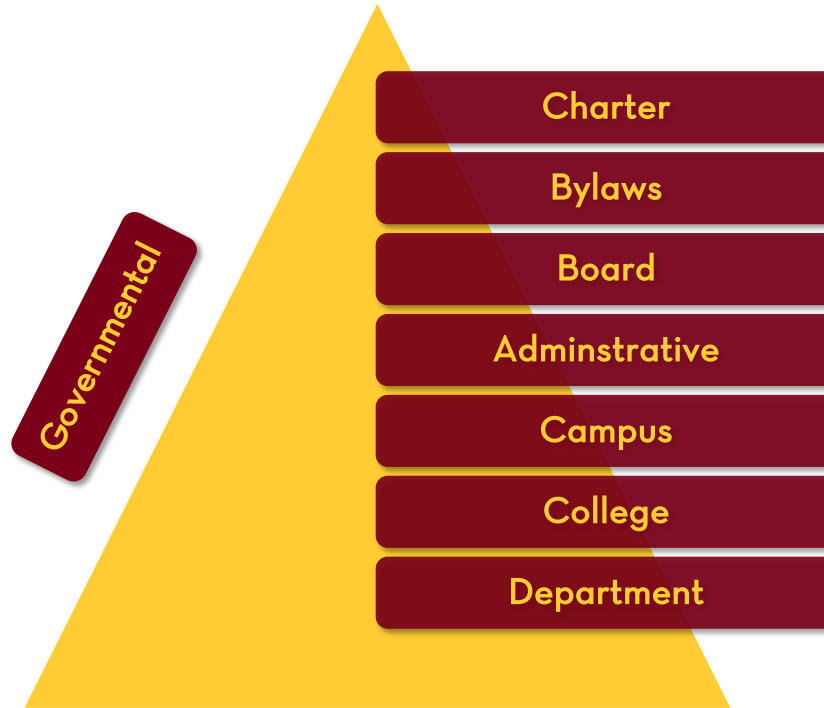 Governmental
Charter
Bylaws
Board
Adminstrative
Campus
College
Department